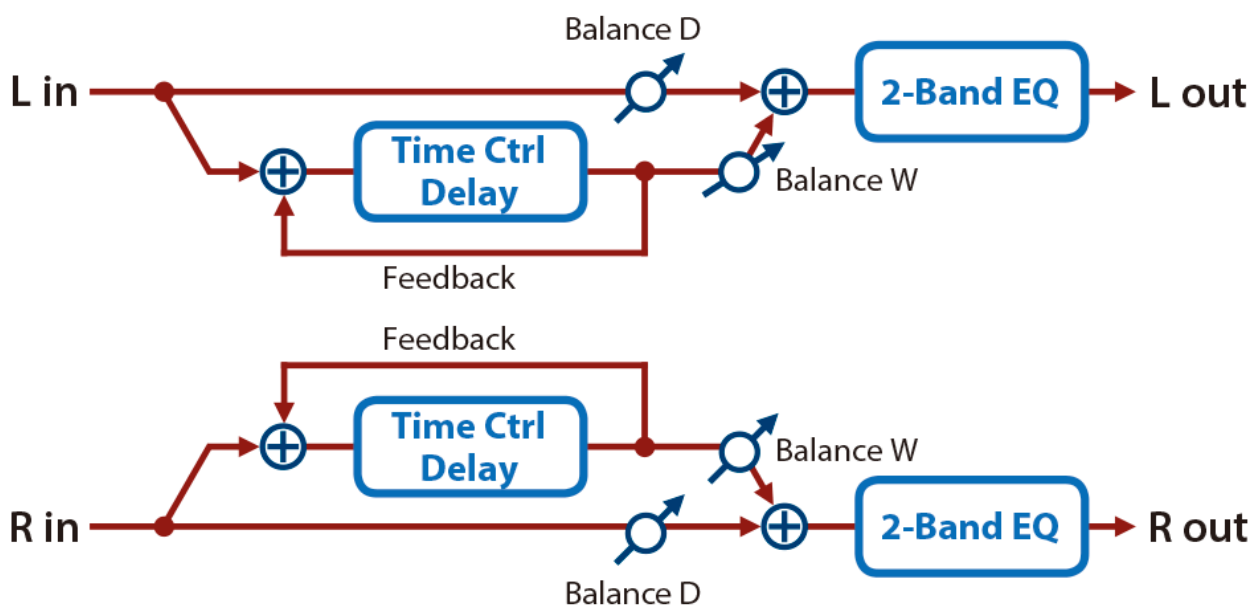 Balance D
L in
2-Band EQ
L out
Time Ctrl
Delay
Balance W
Feedback
Feedback
Time Ctrl
Delay
Balance W
R in
2-Band EQ
R out
Balance D